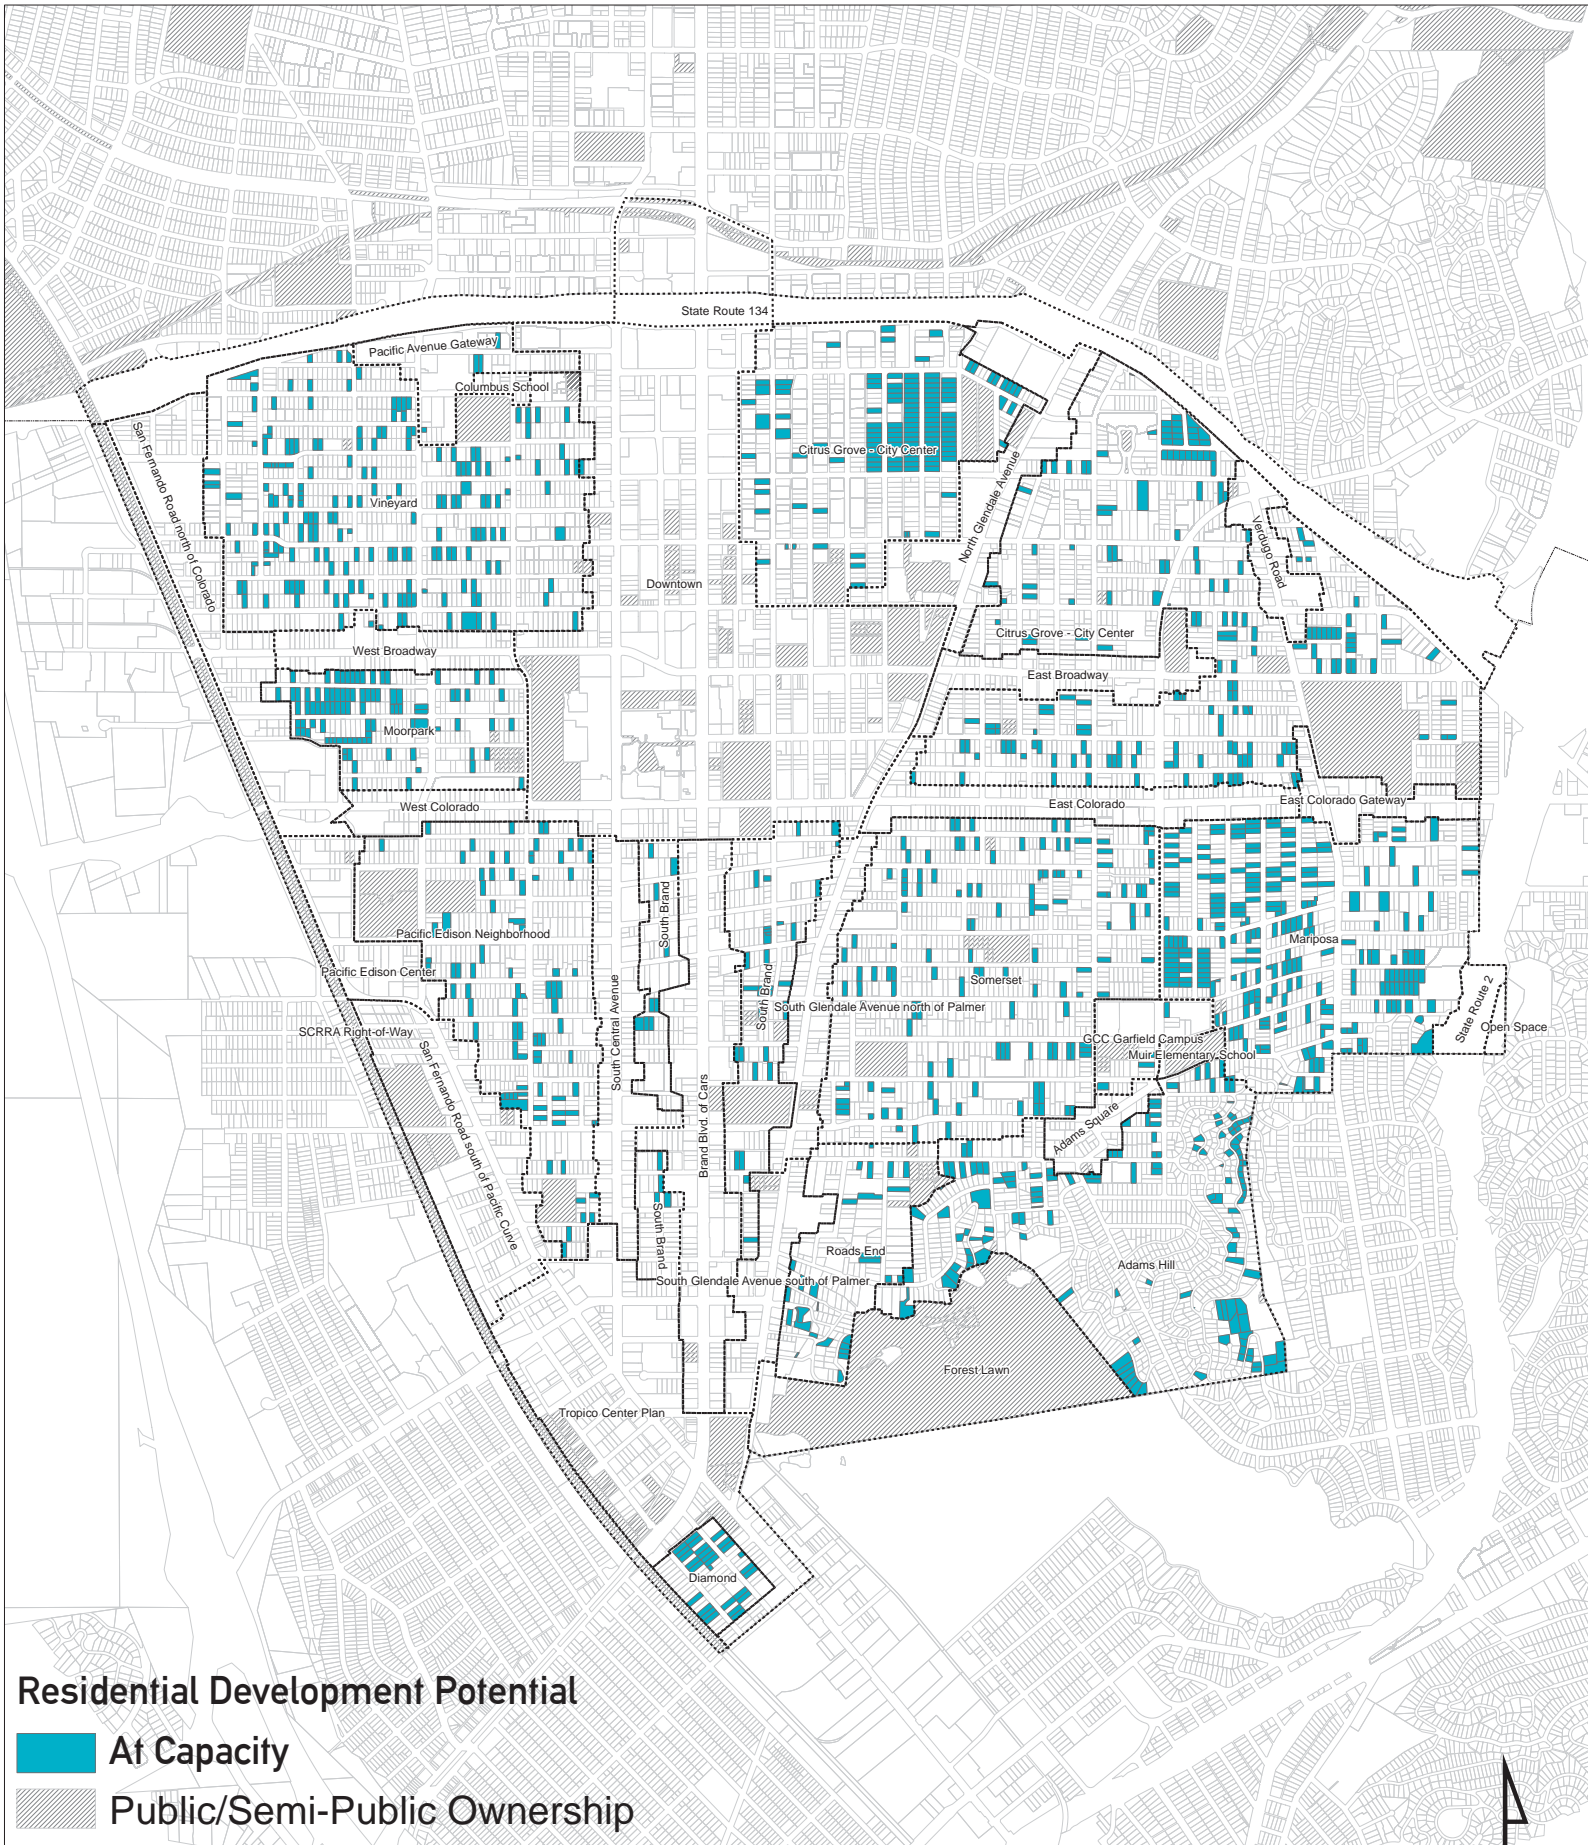 State Route 134
Pacific Avenue Gateway
Columbus School
San Fernando Road north of Colorado
Citrus Grove - City Center
North Glendale Avenue
Vineyard
Verdugo Road
Downtown
Citrus Grove - City Center
West Broadway
East Broadway
Moorpark
West Colorado
East Colorado
East Colorado Gateway
South Brand
Pacific Edison Neighborhood
Mariposa
Pacific Edison Center
Somerset
South Brand
South Glendale Avenue north of Palmer
State Route 2
Open Space
SCRRA Right-of-Way
South Central Avenue
GCC Garfield Campus
Muir Elementary School
San Fernando Road south of Pacific Curve
Brand Blvd. of Cars
Adams Square
South Brand
Roads End
Adams Hill
South Glendale Avenue south of Palmer
Forest Lawn
Tropico Center Plan
Diamond
Residential Development Potential
At Capacity
Public/Semi-Public Ownership